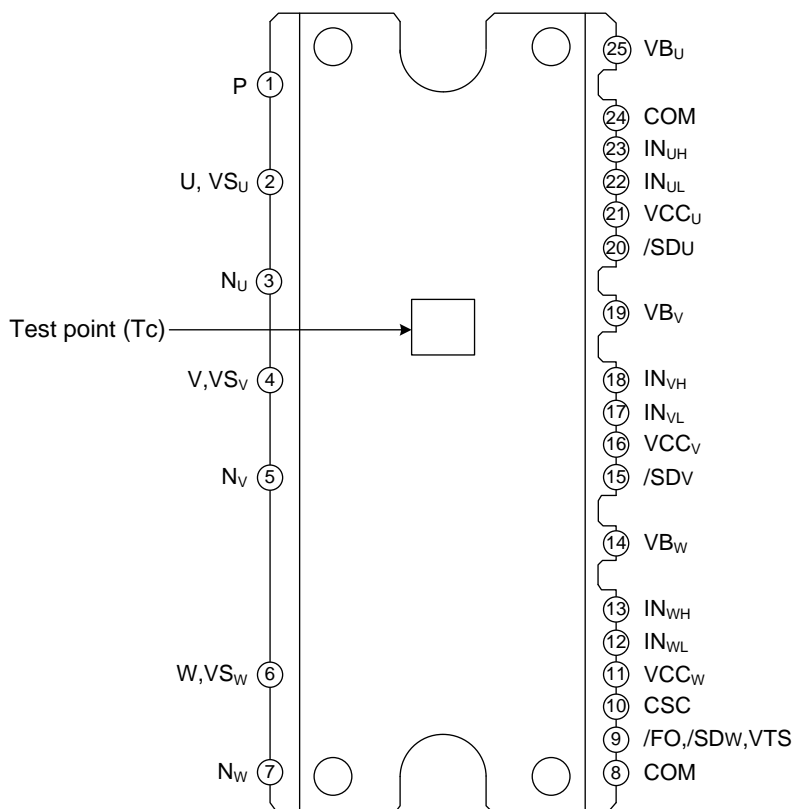 P 1
U, VSU 2
NU 3
Test point (Tc)
V,VSV 4
NV 5
W,VSW 6
NW 7
25 VBU
24 COM
23 INUH
22 INUL
21 VCCU
20 /SDU
19 VBV
18 INVH
17 INVL
16 VCCV
15 /SDV
14 VBW
13 INWH
12 INWL
11 VCCW
10 CSC
9 /FO,/SDW,VTS
8 COM